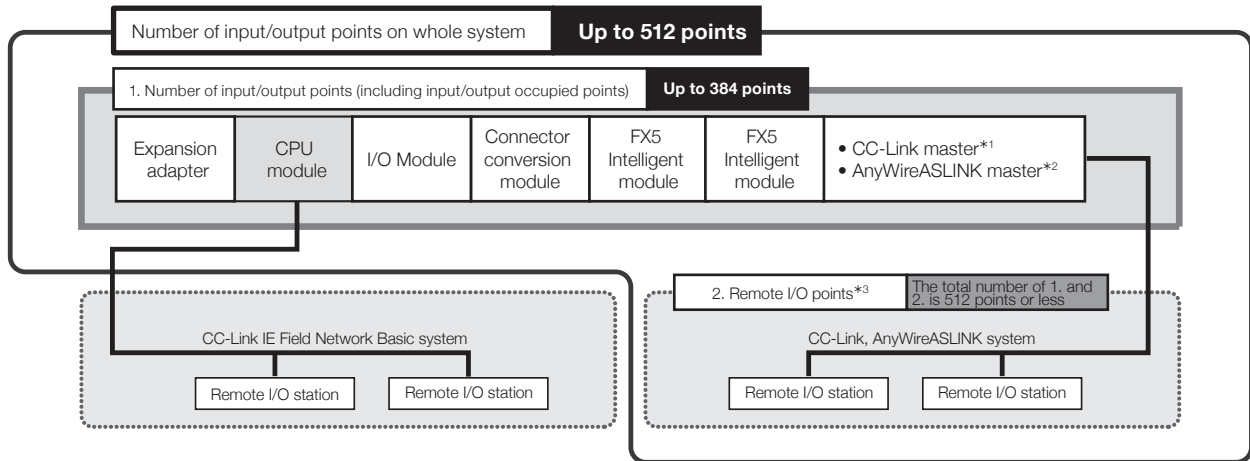 Number of input/output points on whole system
Up to 512 points
1. Number of input/output points (including input/output occupied points)
Up to 384 points
Expansion
adapter
CPU
module
I/O Module
Connector
conversion
module
FX5
Intelligent
module
FX5
Intelligent
module
• CC-Link master*1
• AnyWireASLINK master*2
2. Remote I/O points*3
The total number of 1. and
2. is 512 points or less
CC-Link IE Field Network Basic system
Remote I/O station
Remote I/O station
CC-Link, AnyWireASLINK system
Remote I/O station
Remote I/O station